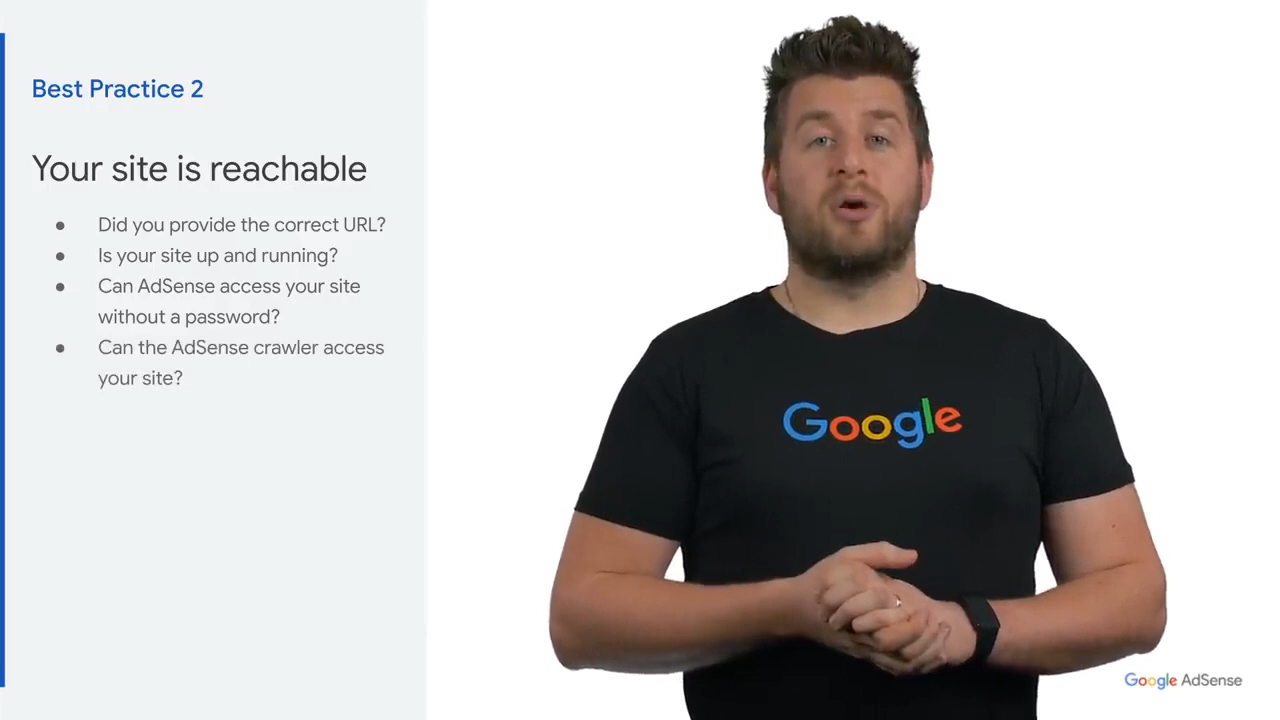 Best Practice 2
Your site is reachable
● Did you provide the correct URL?
● Is your site up and running?
● Can AdSense access your site
without a password?
● Can the AdSense crawler access
your site?
Google
Google AdSense